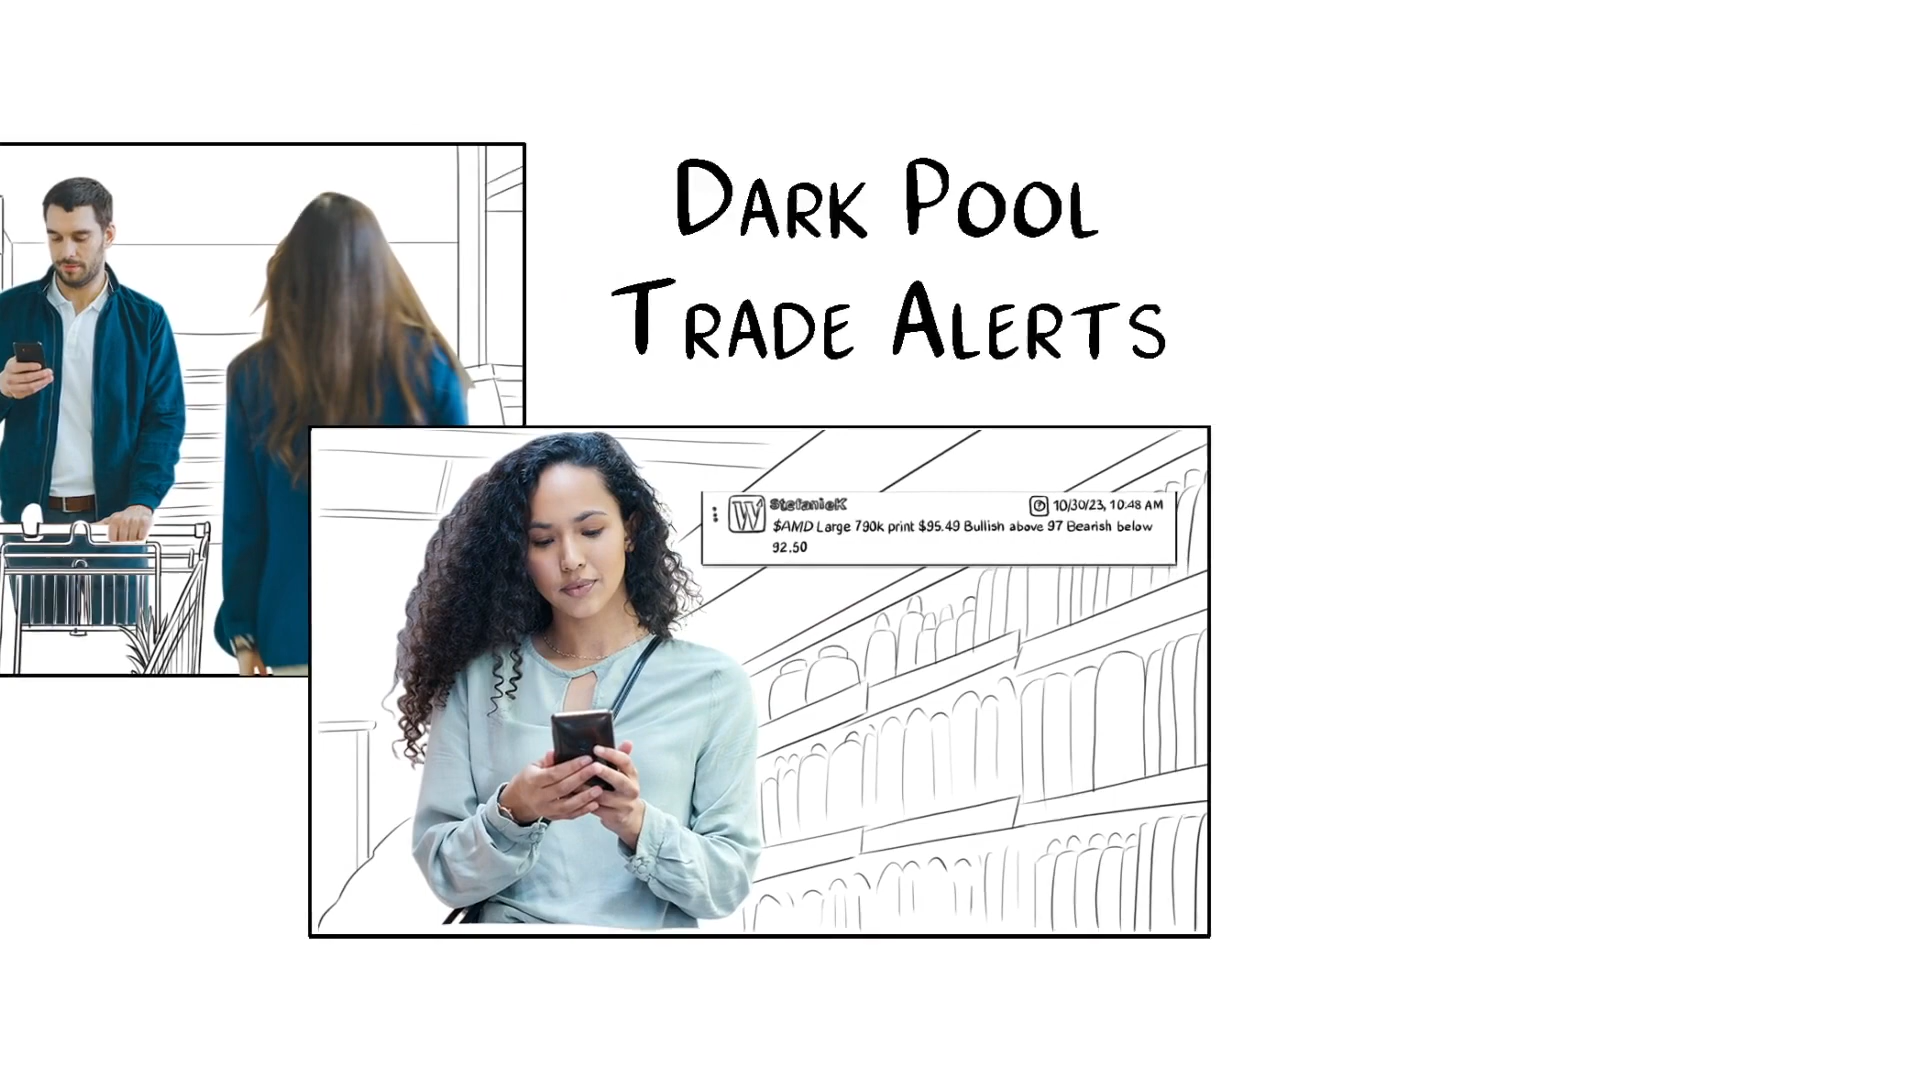 DARK POOL
TRADE ALERTS
W StefanieK 10/30/23, 10:48 AM
$AMD Large 790k print $95.49 Bullish above 97 Bearish below
92.50